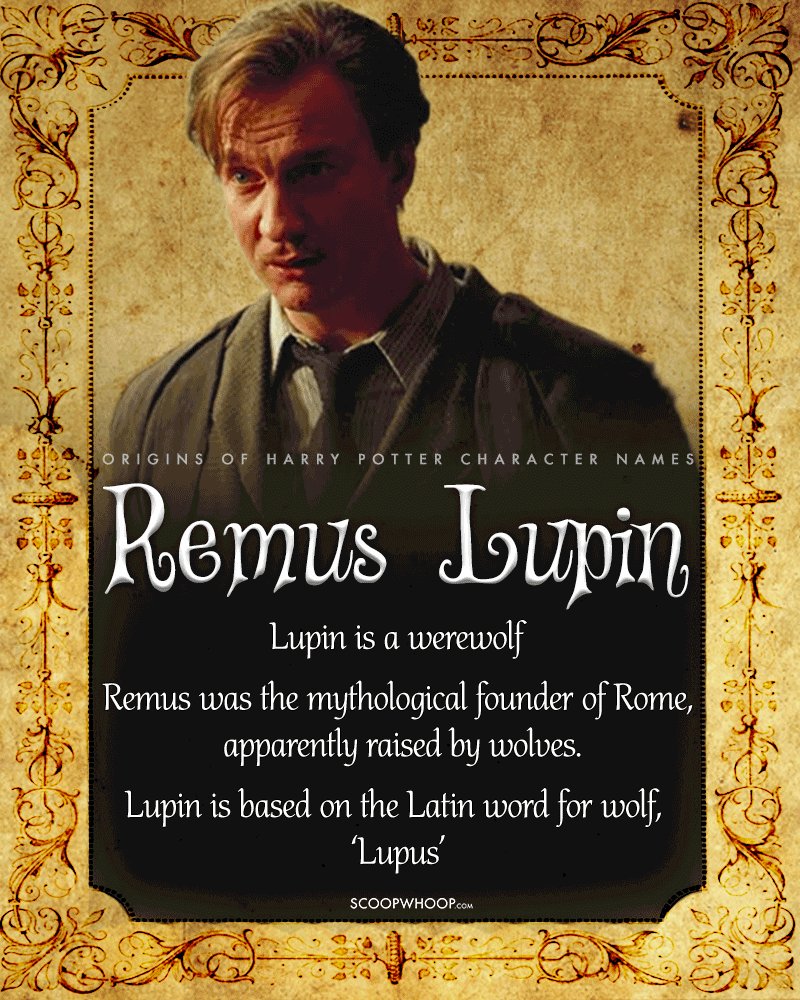 ORIGINS OF HARRY POTTER CHARACTER NAMES
Remus Lupin
Lupin is a werewolf
Remus was the mythological founder of Rome,
apparently raised by wolves.
Lupin is based on the Latin word for wolf,
‘Lupus’
SCOOPWHOOP.COM